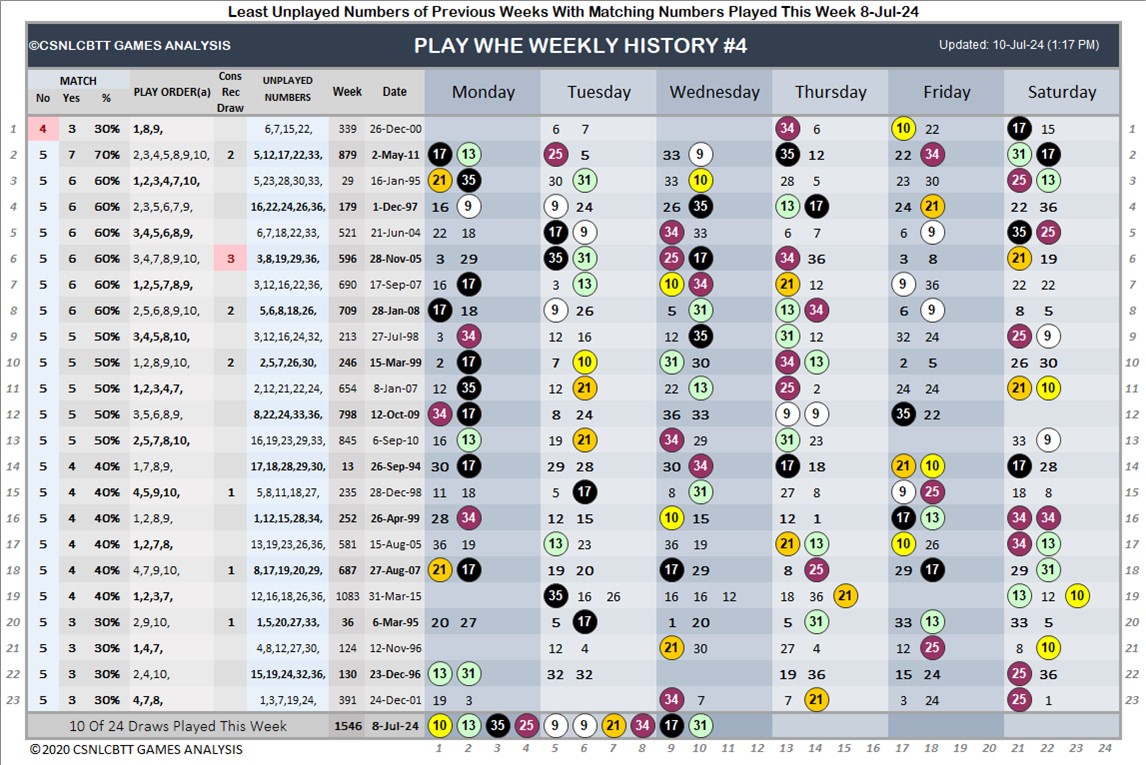 Least Unplayed Numbers of Previous Weeks With Matching Numbers Played This Week 8-Jul-24
©CSNLCBTT GAMES ANALYSIS PLAY WHE WEEKLY HISTORY #4 Updated: 10-Jul-24 (1:17 PM)
MATCH PLAY ORDER(a) Cons Rec Draw UNPLAYED NUMBERS Week Date Monday Tuesday Wednesday Thursday Friday Saturday
No Yes %
1 4 3 30% 1,8,9, 6,7,15,22, 339 26-Dec-00 6 7 34 6 10 22 17 15 1
2 5 7 70% 2,3,4,5,8,9,10, 2 5,12,17,22,33, 879 2-May-11 17 13 25 5 33 9 35 12 22 34 31 17 2
3 5 6 60% 1,2,3,4,7,10, 5,23,28,30,33, 29 16-Jan-95 21 35 30 31 33 10 28 5 23 30 25 13 3
4 5 6 60% 2,3,5,6,7,9, 16,22,24,26,36, 179 1-Dec-97 16 9 9 24 26 35 13 17 24 21 22 36 4
5 5 6 60% 3,4,5,6,8,9, 6,7,18,22,33, 521 21-Jun-04 22 18 17 9 34 33 6 7 6 9 35 25 5
6 5 6 60% 3,4,7,8,9,10, 3 3,8,19,29,36, 596 28-Nov-05 3 29 35 31 25 17 34 36 3 8 21 19 6
7 5 6 60% 1,2,5,7,8,9, 3,12,16,22,36, 690 17-Sep-07 16 17 3 13 10 34 21 12 9 36 22 22 7
8 5 6 60% 2,5,6,8,9,10, 2 5,6,8,18,26, 709 28-Jan-08 17 18 9 26 5 31 13 34 6 9 8 5 8
9 5 5 50% 3,4,5,8,10, 3,12,16,24,32, 213 27-Jul-98 3 34 12 16 12 35 31 12 32 24 25 9 9
10 5 5 50% 1,2,8,9,10, 2 2,5,7,26,30, 246 15-Mar-99 2 17 7 10 31 30 34 13 2 5 26 30 10
11 5 5 50% 1,2,3,4,7, 2,12,21,22,24, 654 8-Jan-07 12 35 12 21 22 13 25 2 24 24 21 10 11
12 5 5 50% 3,5,6,8,9, 8,22,24,33,36, 798 12-Oct-09 34 17 8 24 36 33 9 9 35 22 12
13 5 5 50% 2,5,7,8,10, 16,19,23,29,33, 845 6-Sep-10 16 13 19 21 34 29 31 23 33 9 13
14 5 4 40% 1,7,8,9, 17,18,28,29,30, 13 26-Sep-94 30 17 29 28 30 34 17 18 21 10 17 28 14
15 5 4 40% 4,5,9,10, 1 5,8,11,18,27, 235 28-Dec-98 11 18 5 17 8 31 27 8 9 25 18 8 15
16 5 4 40% 1,2,8,9, 1,12,15,28,34, 252 26-Apr-99 28 34 12 15 10 15 12 1 17 13 34 34 16
17 5 4 40% 1,2,7,8, 13,19,23,26,36, 581 15-Aug-05 36 19 13 23 36 19 21 13 10 26 34 13 17
18 5 4 40% 4,7,9,10, 1 8,17,19,20,29, 687 27-Aug-07 21 17 19 20 17 29 8 25 29 17 29 31 18
19 5 4 40% 1,2,3,7, 12,16,18,26,36, 1083 31-Mar-15 35 16 26 16 16 12 18 36 21 13 12 10 19
20 5 3 30% 2,9,10, 1 1,5,20,27,33, 36 6-Mar-95 20 27 5 17 1 20 5 31 33 13 33 5 20
21 5 3 30% 1,4,7, 4,8,12,27,30, 124 12-Nov-96 12 4 21 30 27 4 12 25 8 10 21
22 5 3 30% 2,4,10, 15,19,24,32,36, 130 23-Dec-96 13 31 32 32 19 36 15 24 25 36 22
23 5 3 30% 4,7,8, 1,3,7,19,24, 391 24-Dec-01 19 3 34 7 7 21 3 24 25 1 23
10 Of 24 Draws Played This Week 1546 8-Jul-24 10 13 35 25 9 9 21 34 17 31
© 2020 CSNLCBTT GAMES ANALYSIS 1 2 3 4 5 6 7 8 9 10 11 12 13 14 15 16 17 18 19 20 21 22 23 24